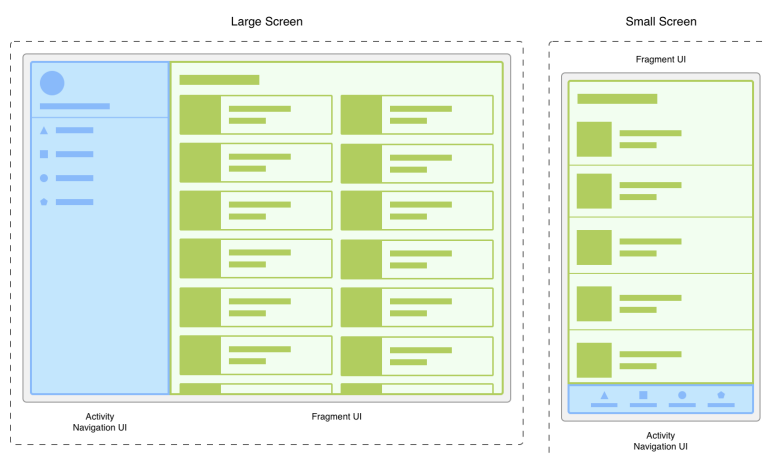 Large Screen
Small Screen
Fragment UI
Activity
Navigation UI
Fragment UI
Activity
Navigation UI